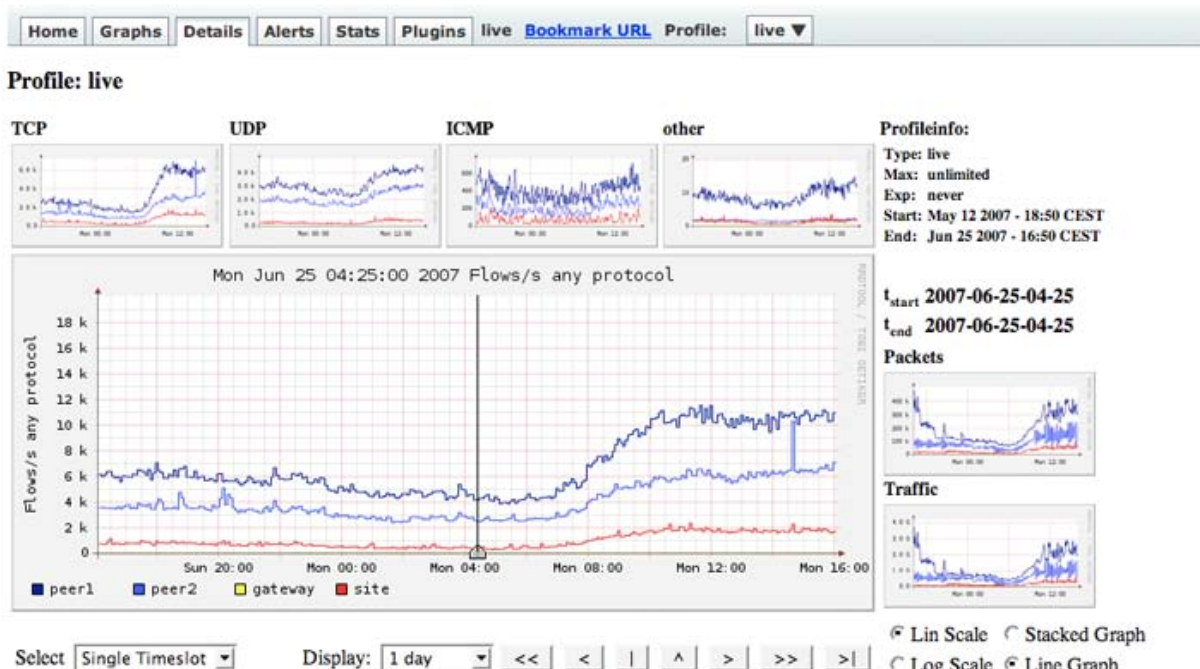 Home Graphs Details Alerts Stats Plugins live Bookmark URL Profile: live ▼
Profile: live
TCP UDP ICMP other
Profileinfo:
Type: live
Max: unlimited
Exp: never
Start: May 12 2007 - 18:50 CEST
End: Jun 25 2007 - 16:50 CEST
Mon Jun 25 04:25:00 2007 Flows/s any protocol
RRDTOOL / TOBI OETIKER
Flows/s any protocol
18 k
16 k
14 k
12 k
10 k
8 k
6 k
4 k
2 k
0
Sun 20:00 Mon 00:00 Mon 04:00 Mon 08:00 Mon 12:00 Mon 16:00
peer1 peer2 gateway site
tstart 2007-06-25-04-25
tend 2007-06-25-04-25
Packets
Traffic
Lin Scale Stacked Graph
Log Scale Line Graph
Select Single Timeslot Display: 1 day << < | ^ > >> >|